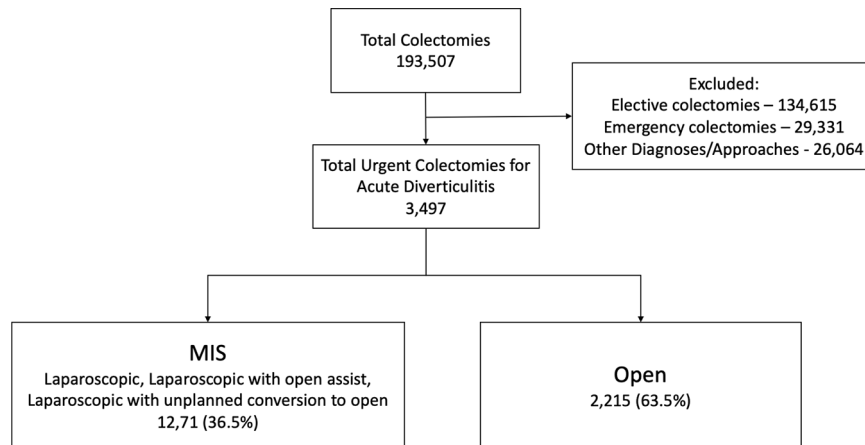 Total Colectomies
193,507
Excluded:
Elective colectomies – 134,615
Emergency colectomies – 29,331
Other Diagnoses/Approaches - 26,064
Total Urgent Colectomies for
Acute Diverticulitis
3,497
MIS
Laparoscopic, Laparoscopic with open assist,
Laparoscopic with unplanned conversion to open
12,71 (36.5%)
Open
2,215 (63.5%)